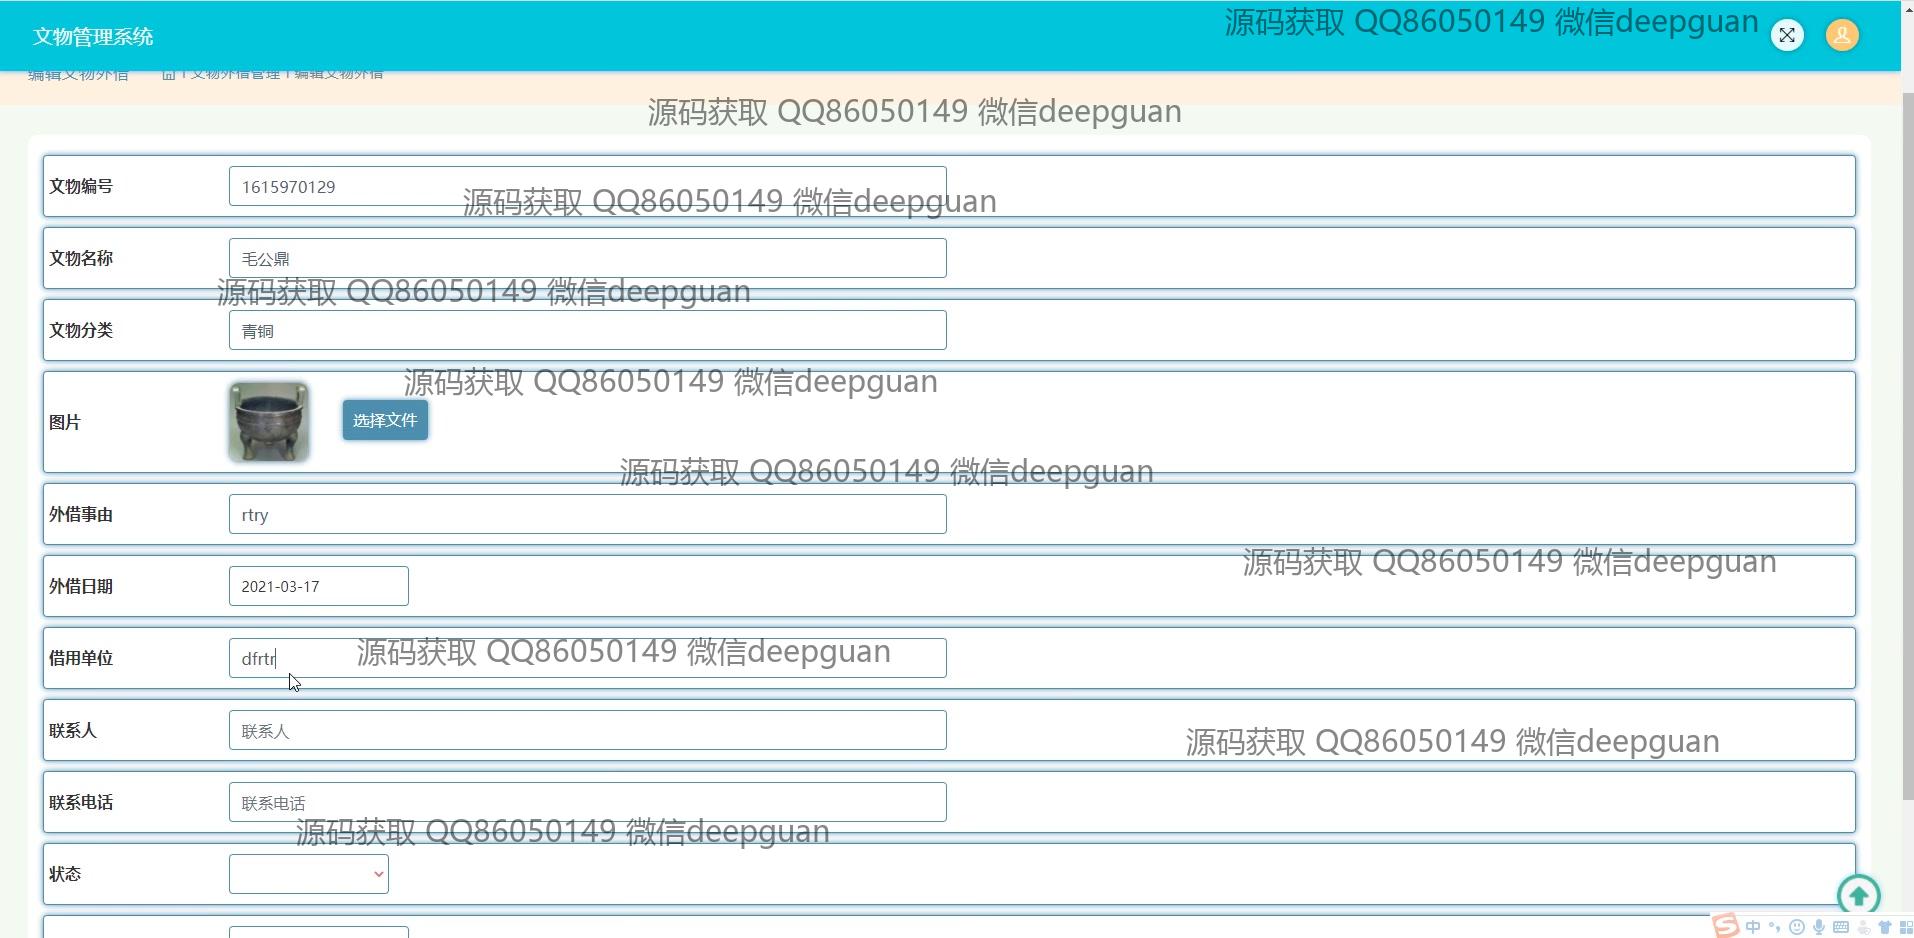 文物管理系统
源码获取 QQ86050149 微信deepguan
编辑文物外借
文物外借管理
编辑文物外借
源码获取 QQ86050149 微信deepguan
文物编号
1615970129
源码获取 QQ86050149 微信deepguan
文物名称
毛公鼎
源码获取 QQ86050149 微信deepguan
文物分类
青铜
源码获取 QQ86050149 微信deepguan
图片
选择文件
源码获取 QQ86050149 微信deepguan
外借事由
rtry
源码获取 QQ86050149 微信deepguan
外借日期
2021-03-17
借用单位
dfrtr
源码获取 QQ86050149 微信deepguan
联系人
联系人
源码获取 QQ86050149 微信deepguan
联系电话
联系电话
源码获取 QQ86050149 微信deepguan
状态
中